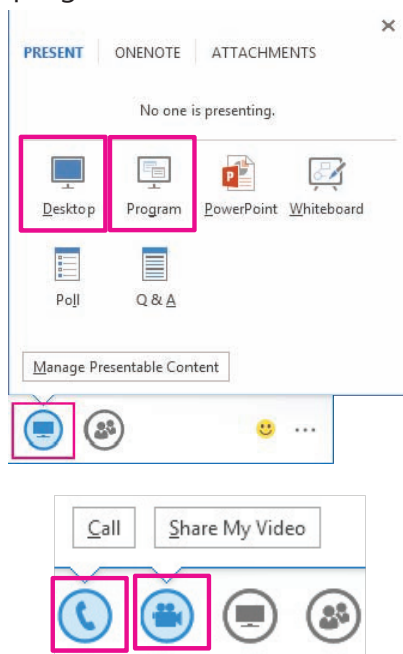 PRESENT ONENOTE ATTACHMENTS
No one is presenting.
Desktop Program PowerPoint Whiteboard
Poll Q & A
Manage Presentable Content
Call Share My Video